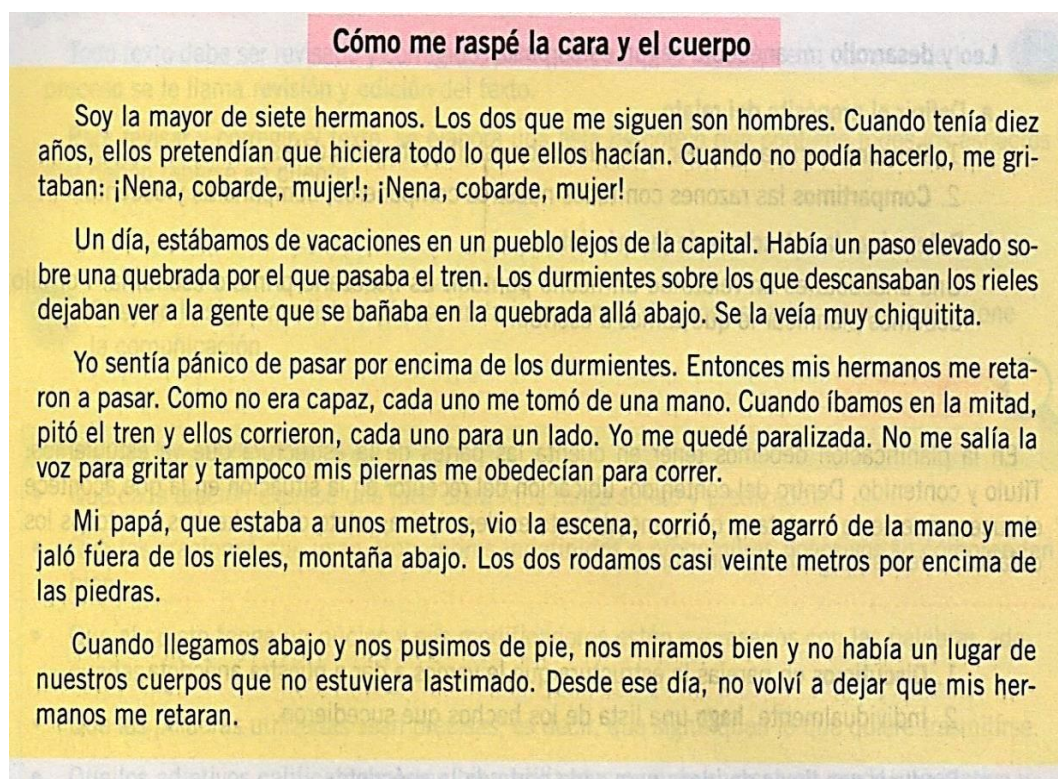 Cómo me raspé la cara y el cuerpo
Soy la mayor de siete hermanos. Los dos que me siguen son hombres. Cuando tenía diez
años, ellos pretendían que hiciera todo lo que ellos hacían. Cuando no podía hacerlo, me gri-
taban: ¡Nena, cobarde, mujer!; ¡Nena, cobarde, mujer!
Un día, estábamos de vacaciones en un pueblo lejos de la capital. Había un paso elevado so-
bre una quebrada por el que pasaba el tren. Los durmientes sobre los que descansaban los rieles
dejaban ver a la gente que se bañaba en la quebrada allá abajo. Se la veía muy chiquitita.
Yo sentía pánico de pasar por encima de los durmientes. Entonces mis hermanos me reta-
ron a pasar. Como no era capaz, cada uno me tomó de una mano. Cuando íbamos en la mitad,
pitó el tren y ellos corrieron, cada uno para un lado. Yo me quedé paralizada. No me salía la
voz para gritar y tampoco mis piernas me obedecían para correr.
Mi papá, que estaba a unos metros, vio la escena, corrió, me agarró de la mano y me
jaló fuera de los rieles, montaña abajo. Los dos rodamos casi veinte metros por encima de
las piedras.
Cuando llegamos abajo y nos pusimos de pie, nos miramos bien y no había un lugar de
nuestros cuerpos que no estuviera lastimado. Desde ese día, no volví a dejar que mis her-
manos me retaran.